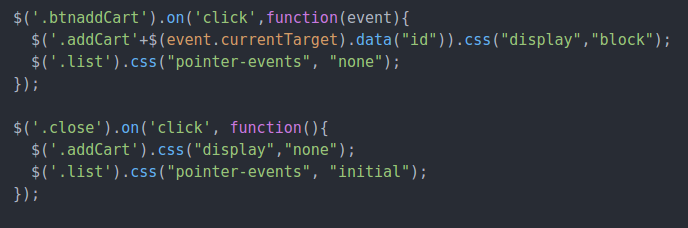 $('.btnaddCart').on('click',function(event){
  $('.addCart'+$(event.currentTarget).data("id")).css("display","block");
  $('.list').css("pointer-events", "none");
});

$('.close').on('click', function(){
  $('.addCart').css("display","none");
  $('.list').css("pointer-events", "initial");
});